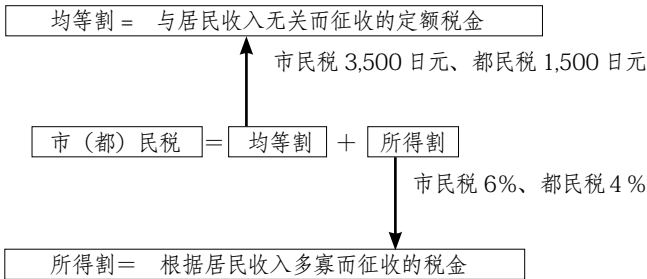 均等割＝ 与居民收入无关而征收的定额税金
市民税 3,500 日元、都民税 1,500 日元
市（都）民税 ＝ 均等割 ＋ 所得割
市民税 6%、都民税 4 %
所得割＝ 根据居民收入多寡而征收的税金